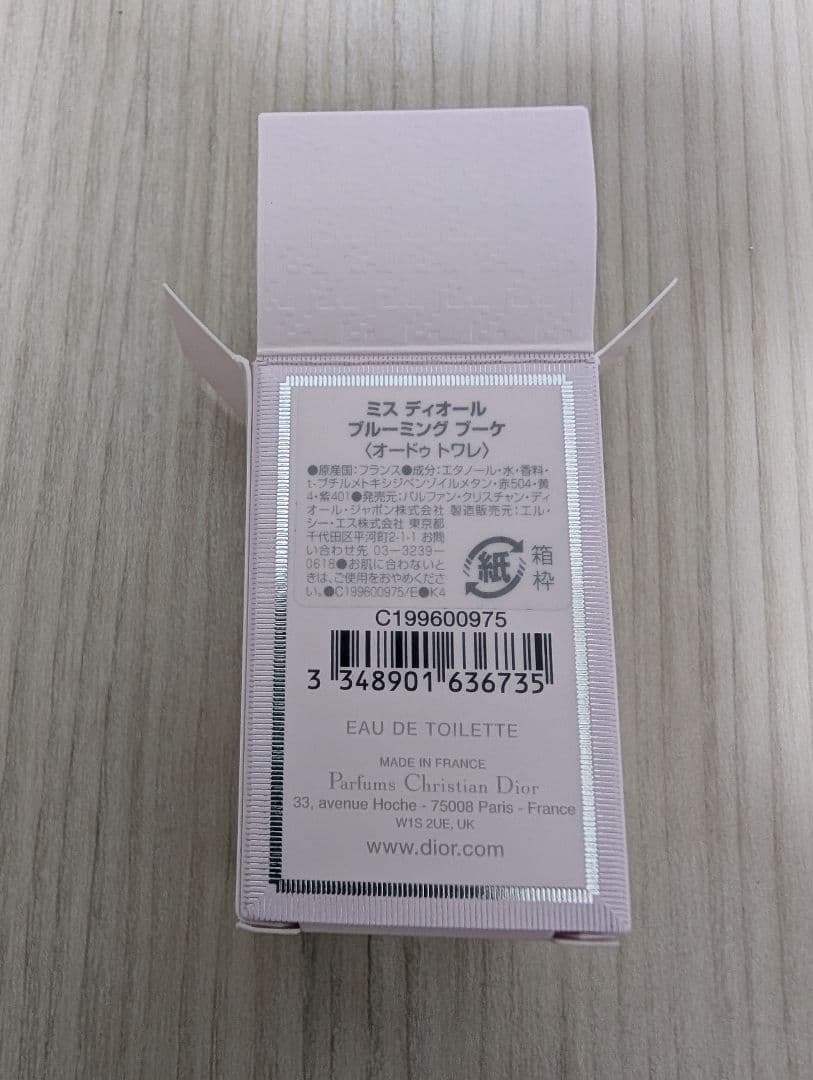 ミス ディオール
ブルーミング ブーケ
〈オードゥ トワレ〉
●原産国:フランス●成分:エタノール・水・香料・
t-ブチルメトキシジベンゾイルメタン・赤504・黄
4・紫401●発売元:パルファン・クリスチャン・ディ
オール・ジャポン株式会社 製造販売元:エル・
シー・エス株式会社 東京都
千代田区平河町2-1-1 お問
い合わせ先 03-3239-
0618●お肌に合わないと
きは、ご使用をおやめくださ
い。●C199600975/E●K4
紙
箱
枠
C199600975
3 348901 636735
EAU DE TOILETTE
MADE IN FRANCE
Parfums Christian Dior
33, avenue Hoche - 75008 Paris - France
W1S 2UE, UK
www.dior.com